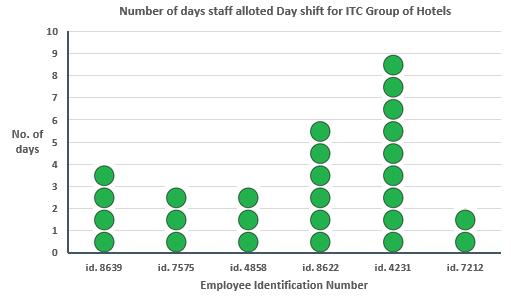 Number of days staff alloted Day shift for ITC Group of Hotels
10
9
8
7
6
5
4
3
2
1
0
No. of
days
id. 8639 id. 7575 id. 4858 id. 8622 id. 4231 id. 7212
Employee Identification Number